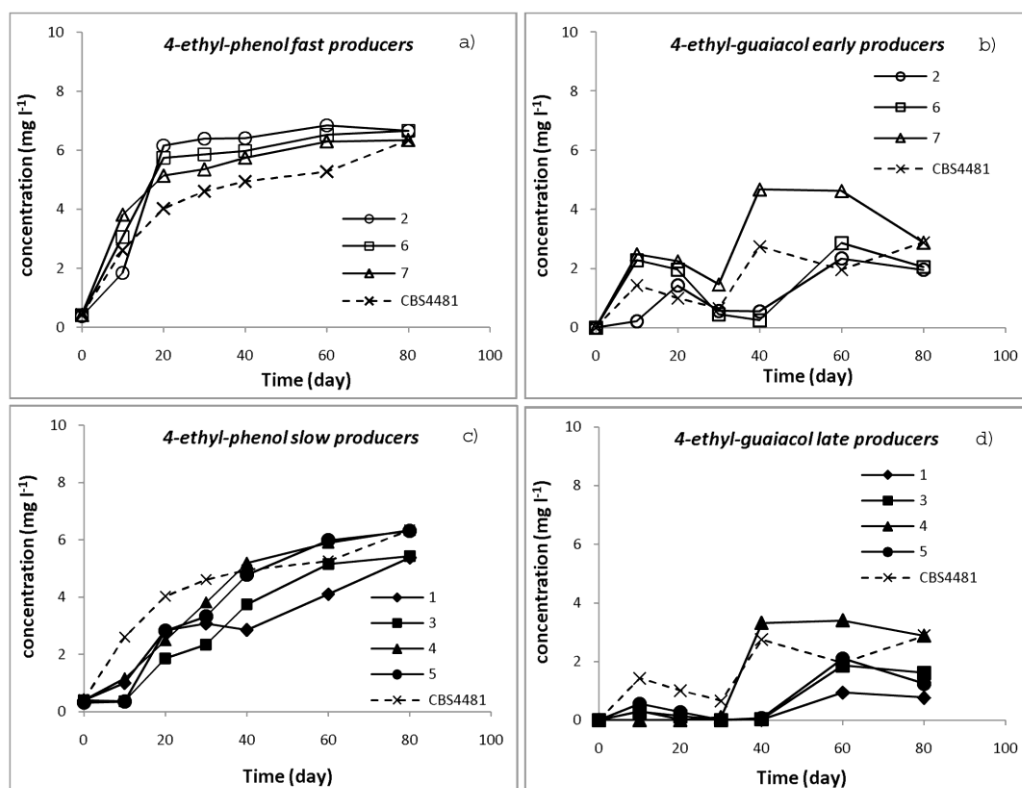 4-ethyl-phenol fast producers
a)
concentration (mg l-1)
10
8
6
4
2
0
2
6
7
CBS4481
0 20 40 60 80 100
Time (day)
4-ethyl-guaiacol early producers
b)
concentration (mg l-1)
10
8
6
4
2
0
2
6
7
CBS4481
0 20 40 60 80 100
Time (day)
4-ethyl-phenol slow producers
c)
concentration (mg l-1)
10
8
6
4
2
0
1
3
4
5
CBS4481
0 20 40 60 80 100
Time (day)
4-ethyl-guaiacol late producers
d)
concentration (mg l-1)
10
8
6
4
2
0
1
3
4
5
CBS4481
0 20 40 60 80 100
Time (day)